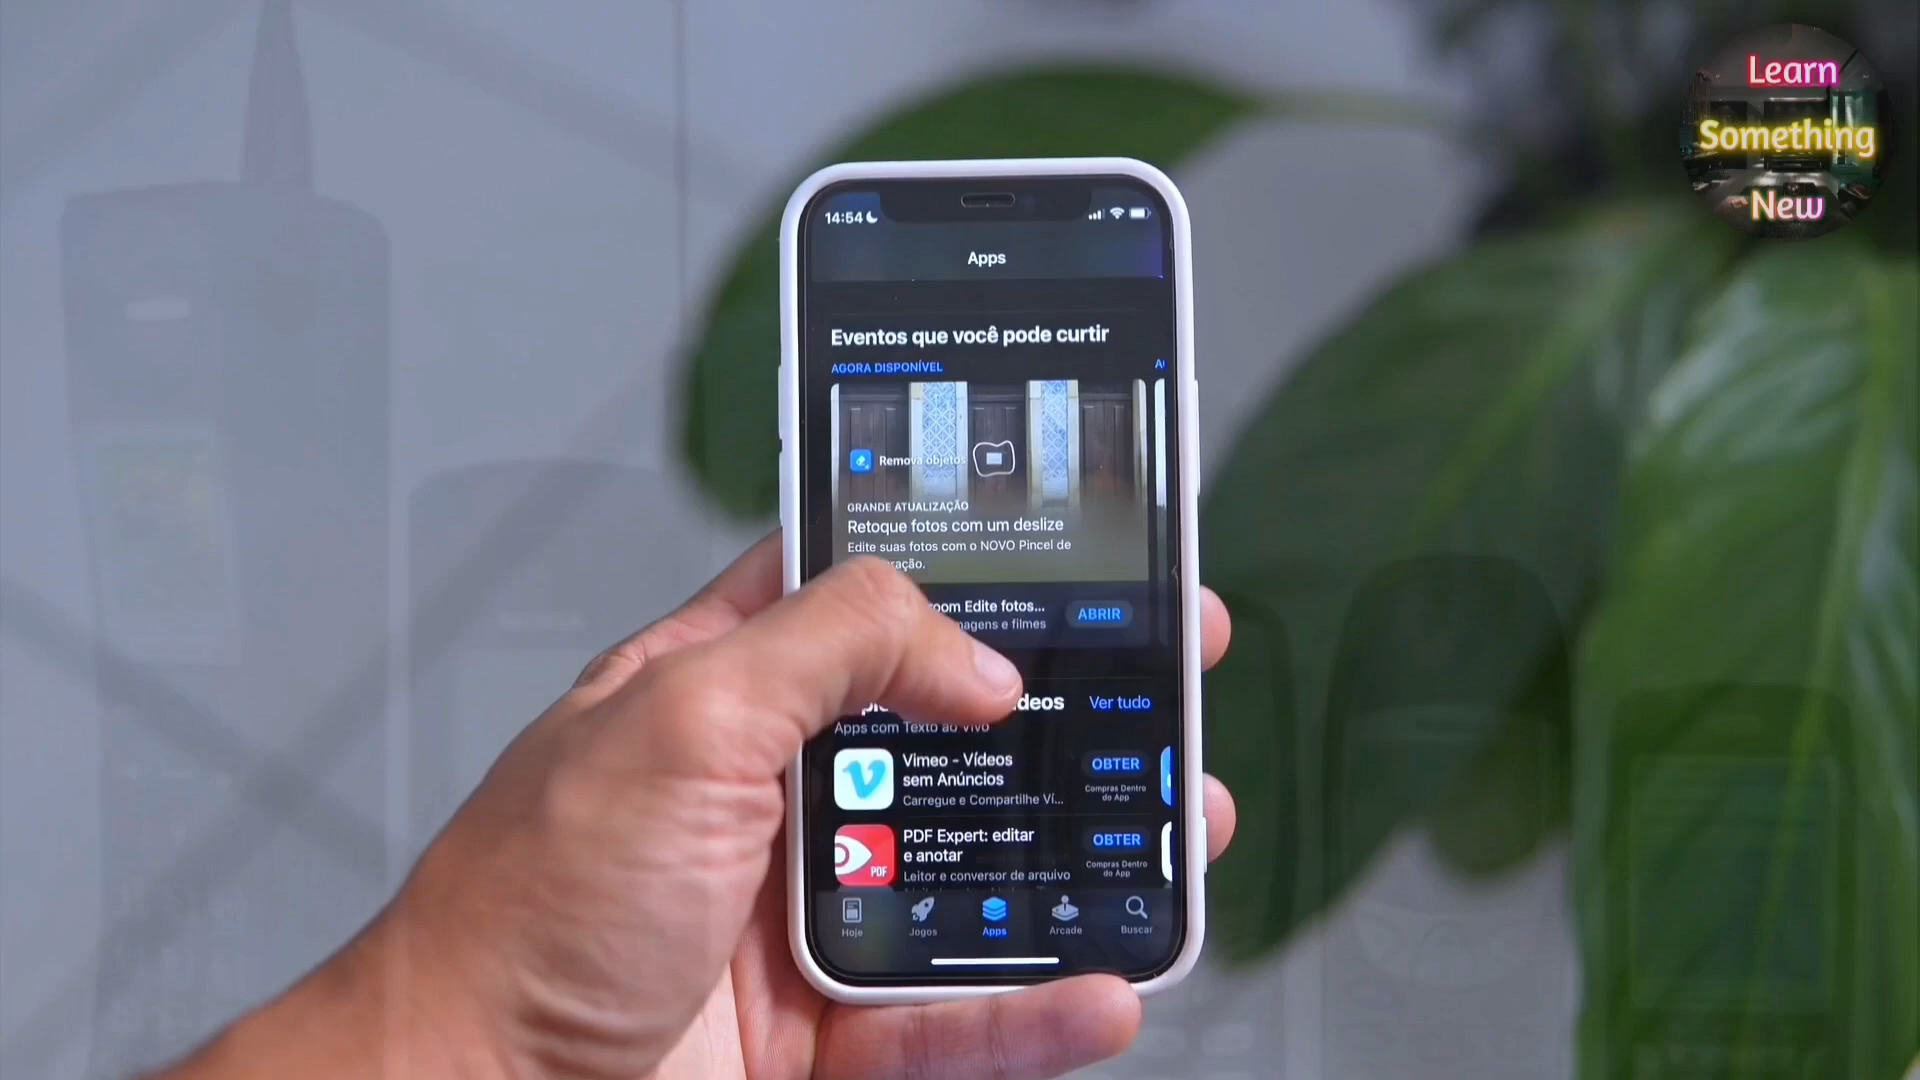 Learn
Something
New
14:54
Apps
Eventos que você pode curtir
AGORA DISPONÍVEL
Remova objetos
GRANDE ATUALIZAÇÃO
Retoque fotos com um deslize
Edite suas fotos com o NOVO Pincel de
room Edite fotos...
magens e filmes
ABRIR
Ver tudo
Apps com Texto ao Vivo
Vimeo - Vídeos
sem Anúncios
Carregue e Compartilhe Ví...
OBTER
Compras Dentro
do App
PDF Expert: editar
e anotar
Leitor e conversor de arquivo
PDF
OBTER
Compras Dentro
do App
Hoje
Jogos
Apps
Arcade
Buscar